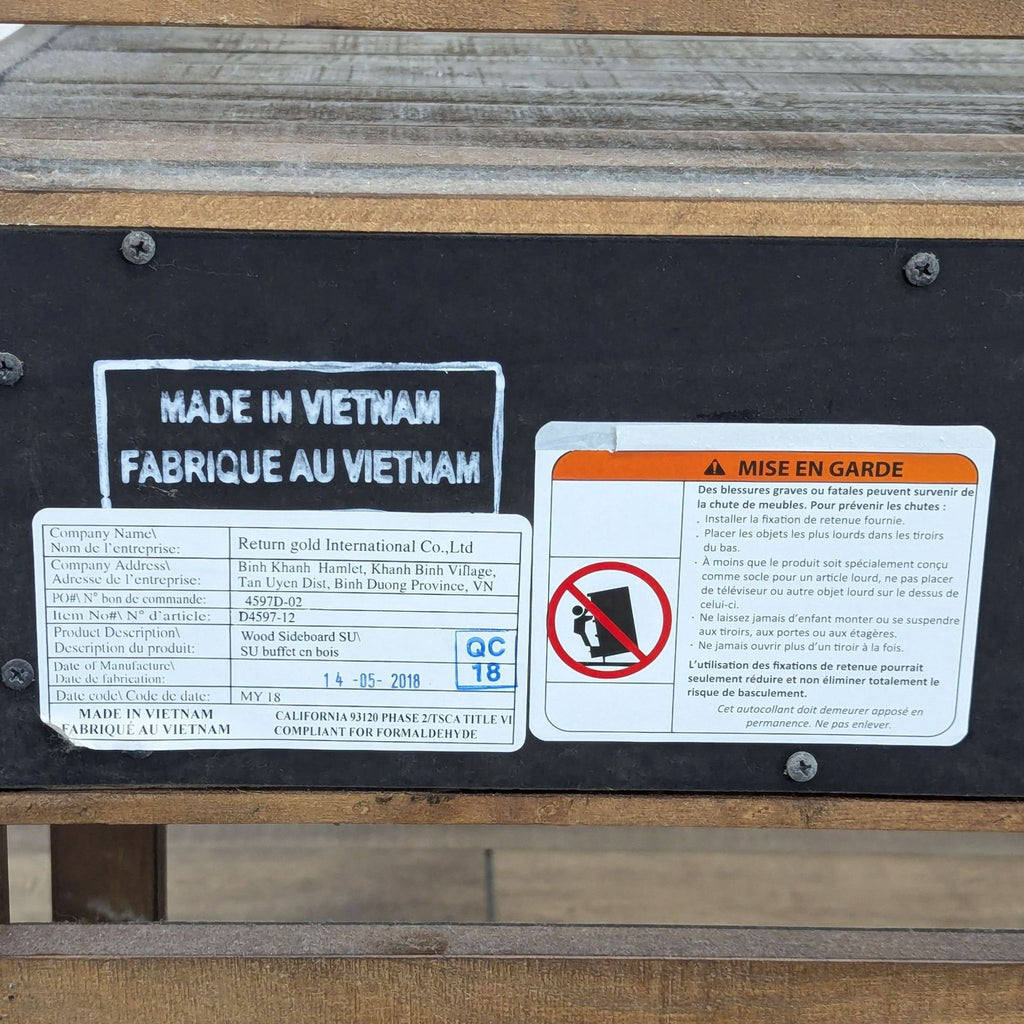 MADE IN VIETNAM
FABRIQUE AU VIETNAM
Company Name\
Nom de l'entreprise:
Return gold International Co.,Ltd
Company Address\
Adresse de l'entreprise:
Binh Khanh Hamlet, Khanh Binh Village,
Tan Uyen Dist, Binh Duong Province, VN
PO#\ N° bon de commande:
4597D-02
Item No#\ N° d'article:
D4597-12
Product Description\
Description du produit:
Wood Sideboard SU\
SU buffet en bois
QC
18
Date of Manufacture\
Date de fabrication:
14 -05- 2018
Date code\ Code de date:
MY 18
MADE IN VIETNAM
FABRIQUÉ AU VIETNAM
CALIFORNIA 93120 PHASE 2/TSCA TITLE VI
COMPLIANT FOR FORMALDEHYDE
MISE EN GARDE
Des blessures graves ou fatales peuvent survenir de
la chute de meubles. Pour prévenir les chutes :
. Installer la fixation de retenue fournie.
. Placer les objets les plus lourds dans les tiroirs
du bas.
· À moins que le produit soit spécialement conçu
comme socle pour un article lourd, ne pas placer
de téléviseur ou autre objet lourd sur le dessus de
celui-ci.
· Ne laissez jamais d'enfant monter ou se suspendre
aux tiroirs, aux portes ou aux étagères.
· Ne jamais ouvrir plus d'un tiroir à la fois.
L'utilisation des fixations de retenue pourrait
seulement réduire et non éliminer totalement le
risque de basculement.
Cet autocollant doit demeurer apposé en
permanence. Ne pas enlever.